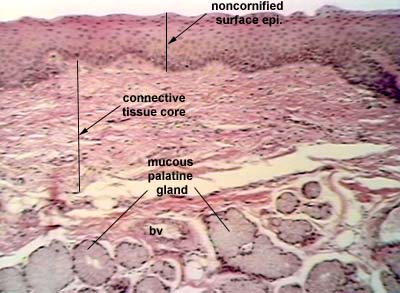 noncornified
surface epi.
connective
tissue core
mucous
palatine
gland
bv